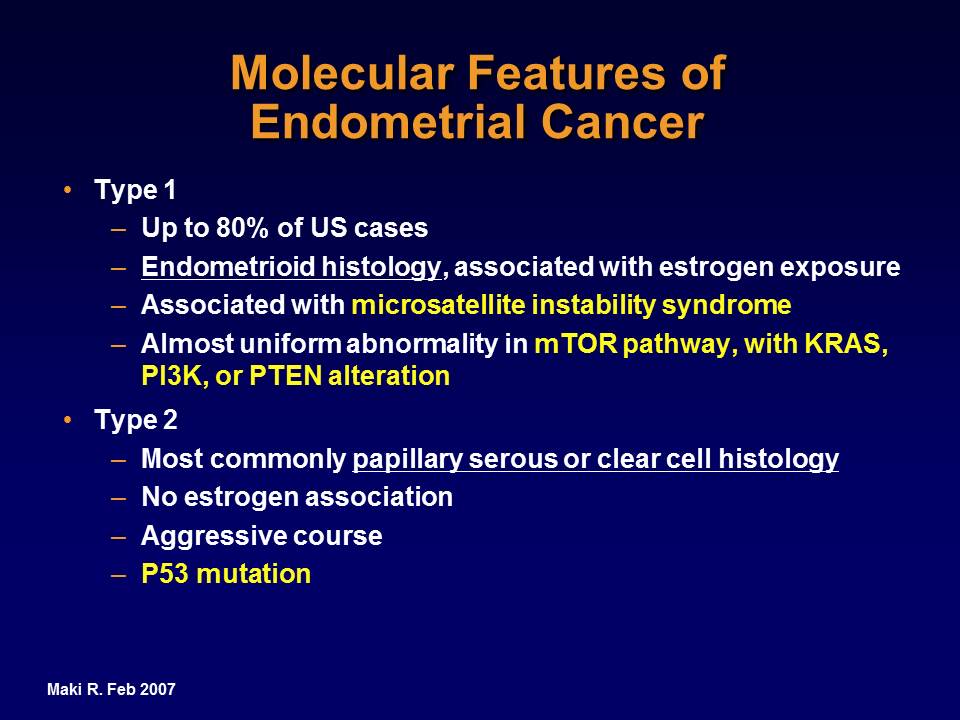 Molecular Features of
Endometrial Cancer
• Type 1
– Up to 80% of US cases
– Endometrioid histology, associated with estrogen exposure
– Associated with microsatellite instability syndrome
– Almost uniform abnormality in mTOR pathway, with KRAS,
PI3K, or PTEN alteration
• Type 2
– Most commonly papillary serous or clear cell histology
– No estrogen association
– Aggressive course
– P53 mutation
Maki R. Feb 2007